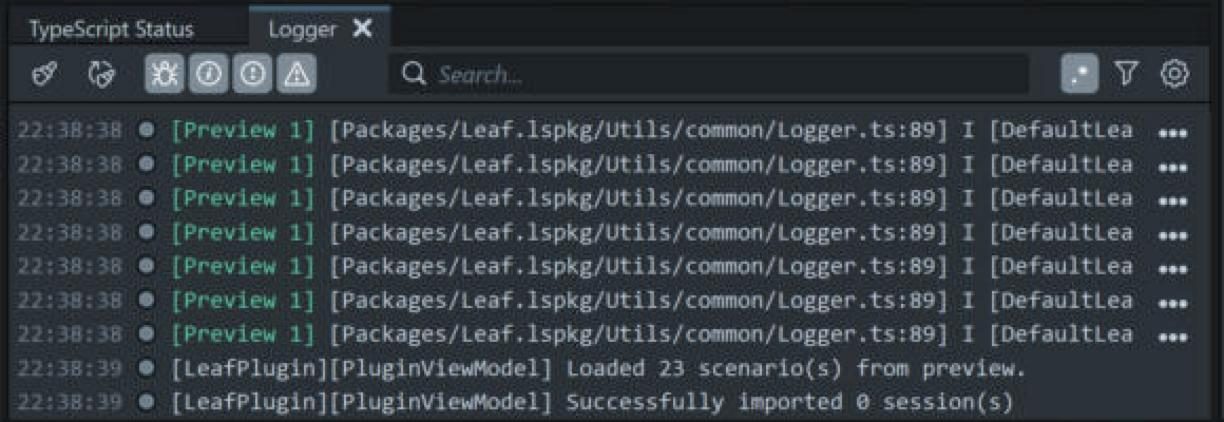 TypeScript Status Logger
Search...
22:38:38 [Preview 1] [Packages/Leaf.lspkg/Utils/common/Logger.ts:89] I [DefaultLea •••
22:38:38 [Preview 1] [Packages/Leaf.lspkg/Utils/common/Logger.ts:89] I [DefaultLea •••
22:38:38 [Preview 1] [Packages/Leaf.lspkg/Utils/common/Logger.ts:89] I [DefaultLea •••
22:38:38 [Preview 1] [Packages/Leaf.lspkg/Utils/common/Logger.ts:89] I [DefaultLea •••
22:38:38 [Preview 1] [Packages/Leaf.lspkg/Utils/common/Logger.ts:89] I [DefaultLea •••
22:38:38 [Preview 1] [Packages/Leaf.lspkg/Utils/common/Logger.ts:89] I [DefaultLea •••
22:38:38 [Preview 1] [Packages/Leaf.lspkg/Utils/common/Logger.ts:89] I [DefaultLea •••
22:38:39 [LeafPlugin][PluginViewModel] Loaded 23 scenario(s) from preview.
22:38:39 [LeafPlugin][PluginViewModel] Successfully imported 0 session(s)